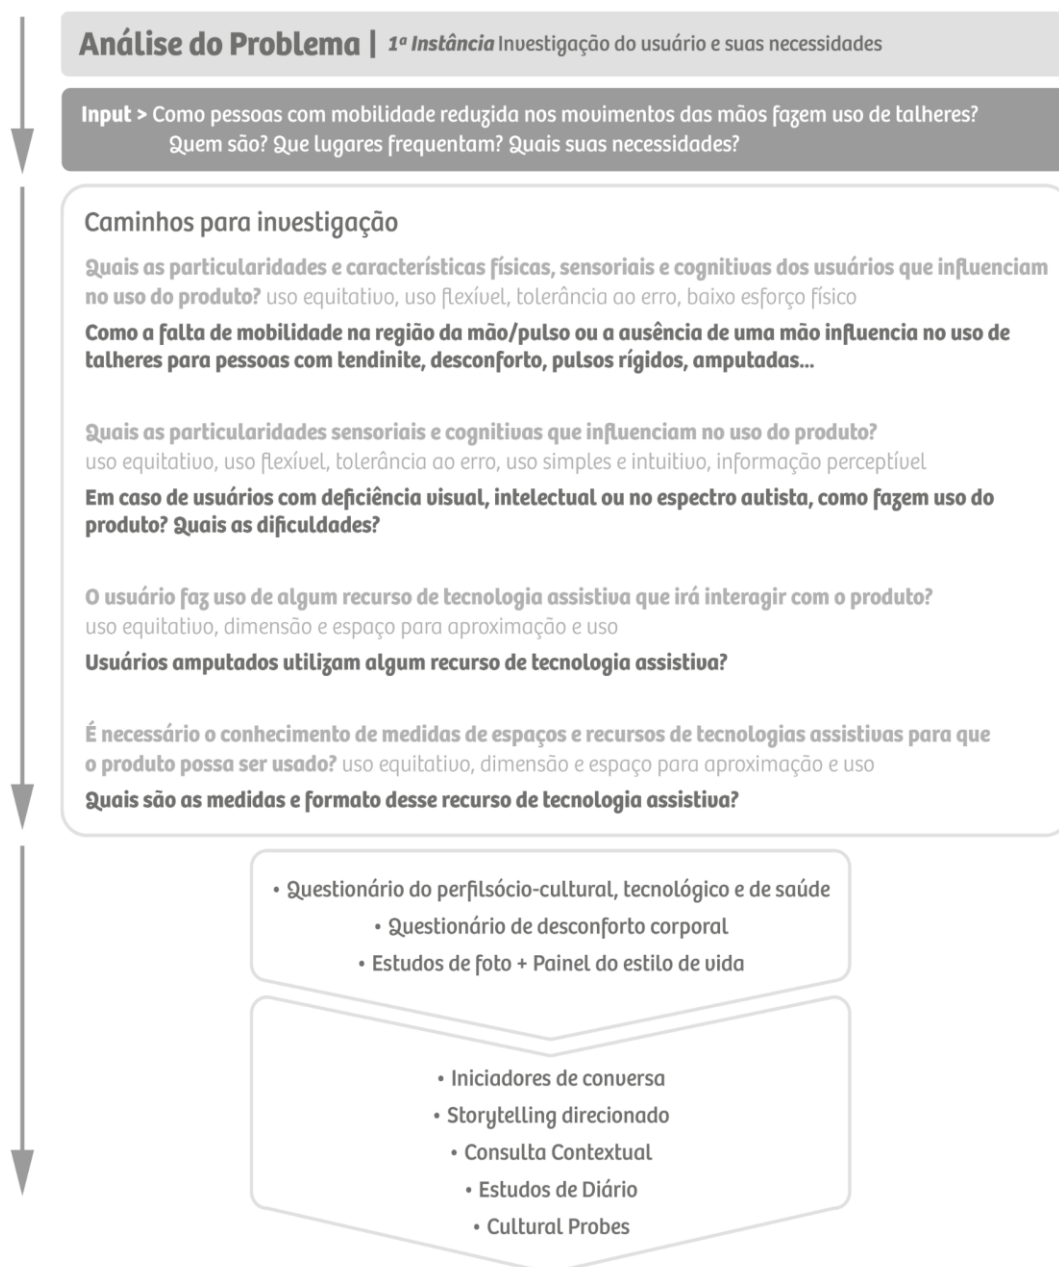 Análise do Problema | 1ª Instância Investigação do usuário e suas necessidades
Input > Como pessoas com mobilidade reduzida nos movimentos das mãos fazem uso de talheres?
Quem são? Que lugares frequentam? Quais suas necessidades?
Caminhos para investigação
Quais as particularidades e características físicas, sensoriais e cognitivas dos usuários que influenciam
no uso do produto? uso equitativo, uso flexível, tolerância ao erro, baixo esforço físico
Como a falta de mobilidade na região da mão/pulso ou a ausência de uma mão influencia no uso de
talheres para pessoas com tendinite, desconforto, pulsos rígidos, amputadas...
Quais as particularidades sensoriais e cognitivas que influenciam no uso do produto?
uso equitativo, uso flexível, tolerância ao erro, uso simples e intuitivo, informação perceptível
Em caso de usuários com deficiência visual, intelectual ou no espectro autista, como fazem uso do
produto? Quais as dificuldades?
O usuário faz uso de algum recurso de tecnologia assistiva que irá interagir com o produto?
uso equitativo, dimensão e espaço para aproximação e uso
Usuários amputados utilizam algum recurso de tecnologia assistiva?
É necessário o conhecimento de medidas de espaços e recursos de tecnologias assistivas para que
o produto possa ser usado? uso equitativo, dimensão e espaço para aproximação e uso
Quais são as medidas e formato desse recurso de tecnologia assistiva?
• Questionário do perfilsócio-cultural, tecnológico e de saúde
• Questionário de desconforto corporal
• Estudos de foto + Painel do estilo de vida
• Iniciadores de conversa
• Storytelling direcionado
• Consulta Contextual
• Estudos de Diário
• Cultural Probes